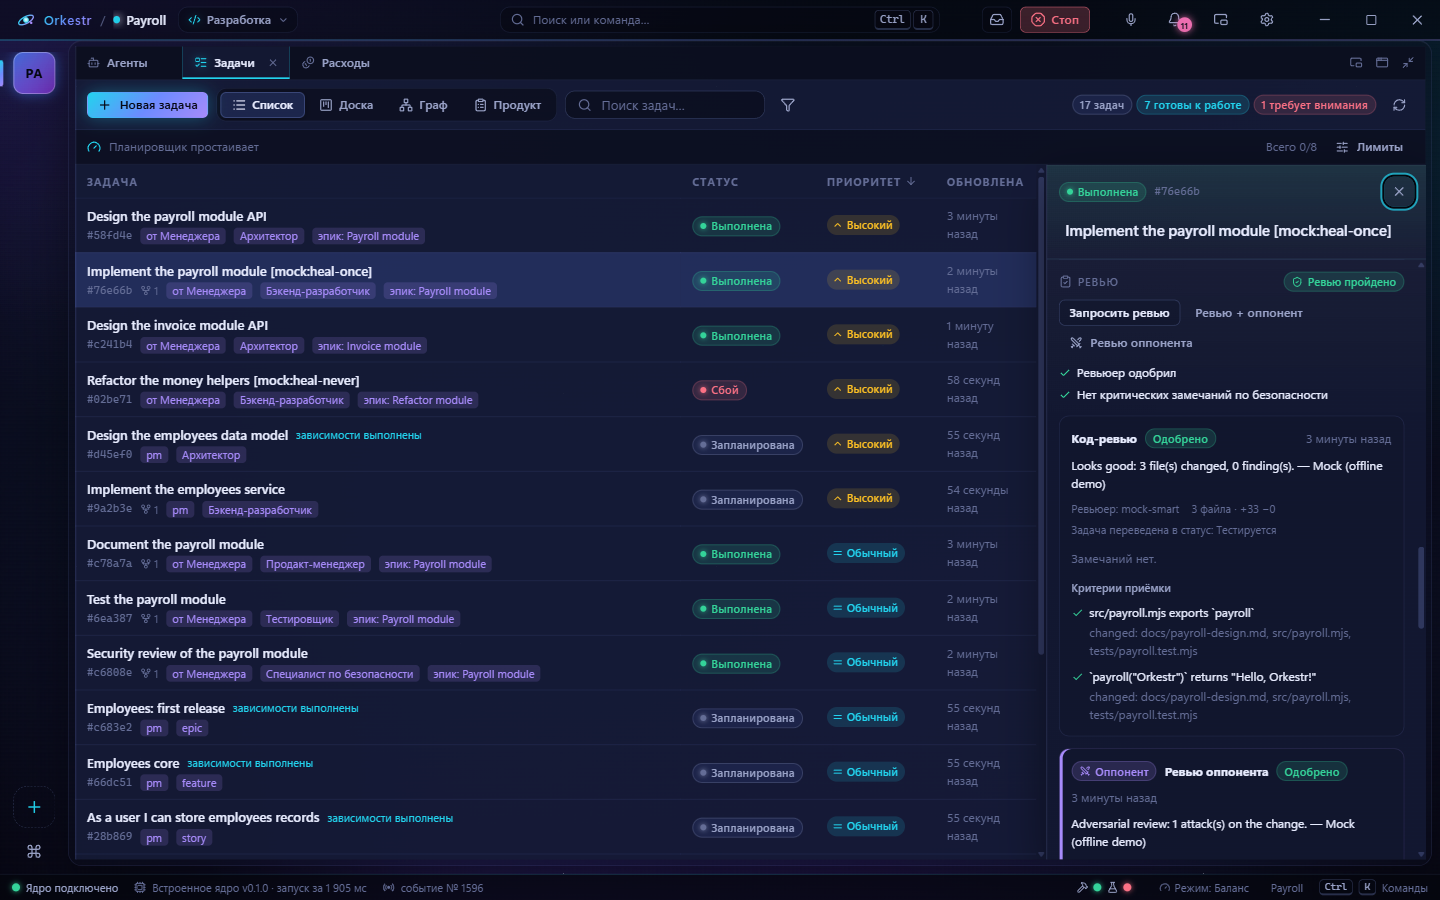 Orkestr / Payroll Разработка Поиск или команда... Ctrl K Стоп 11
PA
Агенты Задачи Расходы
Новая задача Список Доска Граф Продукт Поиск задач... 17 задач 7 готовы к работе 1 требует внимания
Планировщик простаивает Всего 0/8 Лимиты
ЗАДАЧА СТАТУС ПРИОРИТЕТ ОБНОВЛЕНА
Design the payroll module API
#58fd4e от Менеджера Архитектор эпик: Payroll module
Выполнена Высокий 3 минуты назад
Implement the payroll module [mock:heal-once]
#76e66b 1 от Менеджера Бэкенд-разработчик эпик: Payroll module
Выполнена Высокий 2 минуты назад
Design the invoice module API
#c241b4 от Менеджера Архитектор эпик: Invoice module
Выполнена Высокий 1 минуту назад
Refactor the money helpers [mock:heal-never]
#02be71 от Менеджера Бэкенд-разработчик эпик: Refactor module
Сбой Высокий 58 секунд назад
Design the employees data model зависимости выполнены
#d45ef0 pm Архитектор
Запланирована Высокий 55 секунд назад
Implement the employees service
#9a2b3e 1 pm Бэкенд-разработчик
Запланирована Высокий 54 секунды назад
Document the payroll module
#c78a7a 1 от Менеджера Продакт-менеджер эпик: Payroll module
Выполнена Обычный 3 минуты назад
Test the payroll module
#6ea387 1 от Менеджера Тестировщик эпик: Payroll module
Выполнена Обычный 2 минуты назад
Security review of the payroll module
#c6808e 1 от Менеджера Специалист по безопасности эпик: Payroll module
Выполнена Обычный 2 минуты назад
Employees: first release зависимости выполнены
#c683e2 pm epic
Запланирована Обычный 55 секунд назад
Employees core зависимости выполнены
#66dc51 pm feature
Запланирована Обычный 55 секунд назад
As a user I can store employees records зависимости выполнены
#28b869 pm story
Запланирована Обычный 55 секунд назад
Выполнена #76e66b
Implement the payroll module [mock:heal-once]
РЕВЬЮ Ревью пройдено
Запросить ревью Ревью + оппонент
Ревью оппонента
Ревьюер одобрил
Нет критических замечаний по безопасности
Код-ревью Одобрено 3 минуты назад
Looks good: 3 file(s) changed, 0 finding(s). — Mock (offline
demo)
Ревьюер: mock-smart 3 файла · +33 −0
Задача переведена в статус: Тестируется
Замечаний нет.
Критерии приёмки
src/payroll.mjs exports `payroll`
changed: docs/payroll-design.md, src/payroll.mjs,
tests/payroll.test.mjs
`payroll("Orkestr")` returns "Hello, Orkestr!"
changed: docs/payroll-design.md, src/payroll.mjs,
tests/payroll.test.mjs
Оппонент Ревью оппонента Одобрено
3 минуты назад
Adversarial review: 1 attack(s) on the change. — Mock
(offline demo)
Ядро подключено Встроенное ядро v0.1.0 · запуск за 1 905 мс событие № 1596 Режим: Баланс Payroll Ctrl K Команды